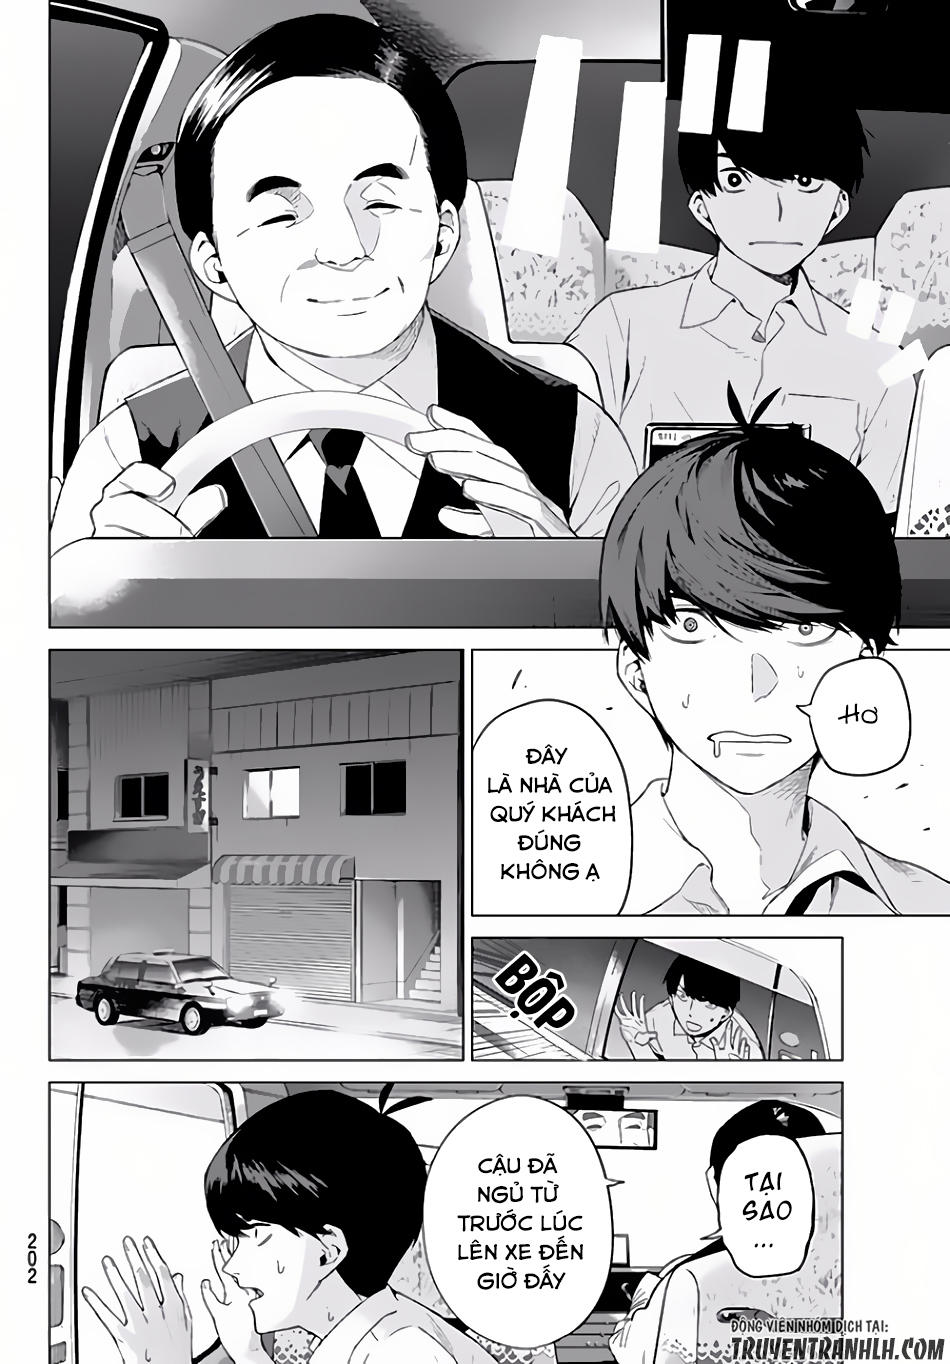 HƠ
ĐÂY
LÀ NHÀ CỦA
QUÝ KHÁCH
ĐÚNG
KHÔNG Ạ
BỘP
CẬU ĐÃ
NGỦ TỪ
TRƯỚC LÚC
LÊN XE ĐẾN
GIỜ ĐẤY
TẠI
SAO
...
202
ĐỘNG VIÊN NHÓM DỊCH TẠI:
TRUYENTRANHLH.COM